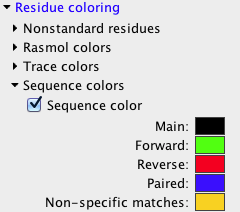 Residue coloring
Nonstandard residues
Rasmol colors
Trace colors
Sequence colors
Sequence color
Main:
Forward:
Reverse:
Paired:
Non-specific matches: